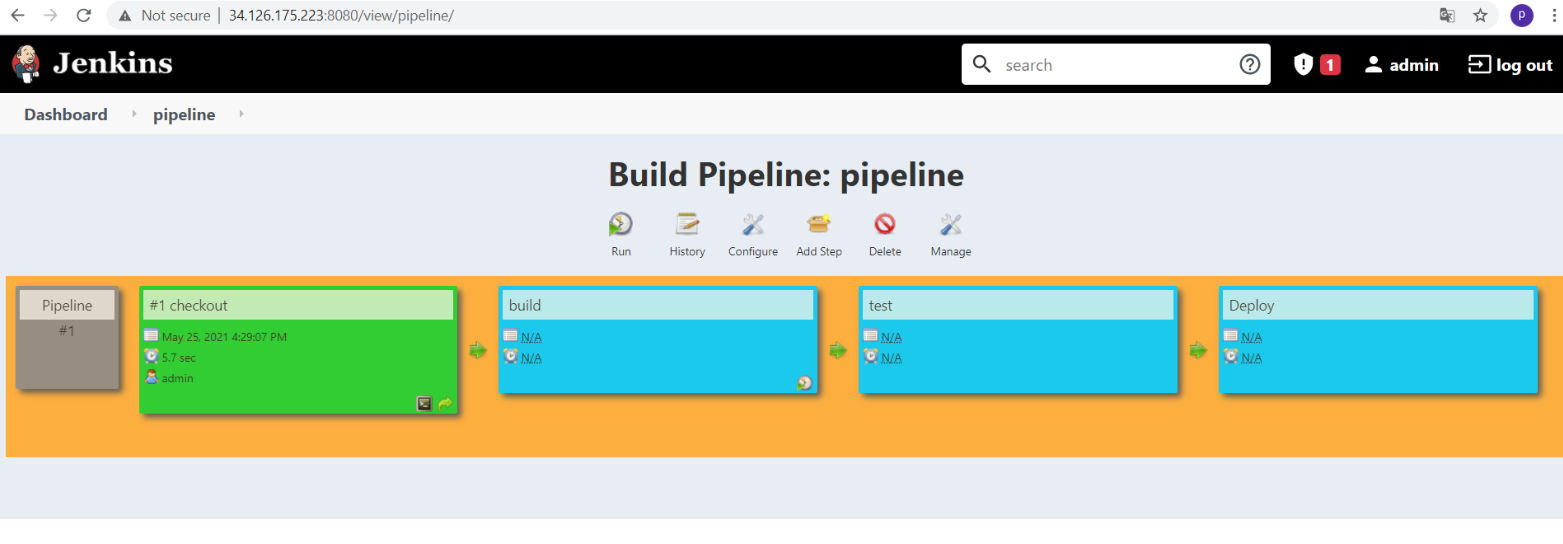 Not secure | 34.126.175.223:8080/view/pipeline/
P
Jenkins
search
1
admin
log out
Dashboard
pipeline
Build Pipeline: pipeline
Run
History
Configure
Add Step
Delete
Manage
Pipeline
#1
#1 checkout
May 25, 2021 4:29:07 PM
5.7 sec
admin
build
N/A
N/A
test
N/A
N/A
Deploy
N/A
N/A